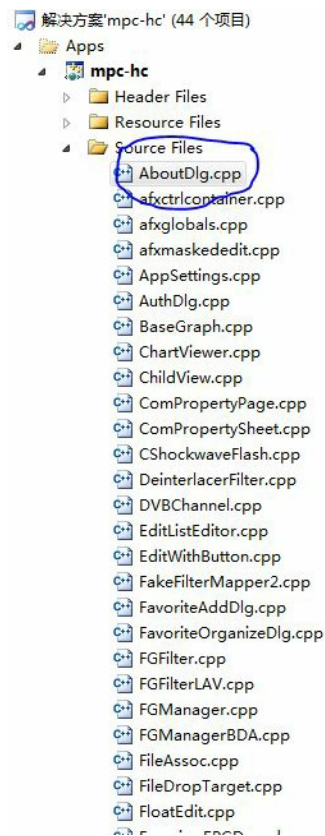 解决方案'mpc-hc' (44 个项目)
Apps
mpc-hc
Header Files
Resource Files
Source Files
AboutDlg.cpp
afxctrlcontainer.cpp
afxglobals.cpp
afxmaskededit.cpp
AppSettings.cpp
AuthDlg.cpp
BaseGraph.cpp
ChartViewer.cpp
ChildView.cpp
ComPropertyPage.cpp
ComPropertySheet.cpp
CShockwaveFlash.cpp
DeinterlacerFilter.cpp
DVBChannel.cpp
EditListEditor.cpp
EditWithButton.cpp
FakeFilterMapper2.cpp
FavoriteAddDlg.cpp
FavoriteOrganizeDlg.cpp
FGFilter.cpp
FGFilterLAV.cpp
FGManager.cpp
FGManagerBDA.cpp
FileAssoc.cpp
FileDropTarget.cpp
FloatEdit.cpp